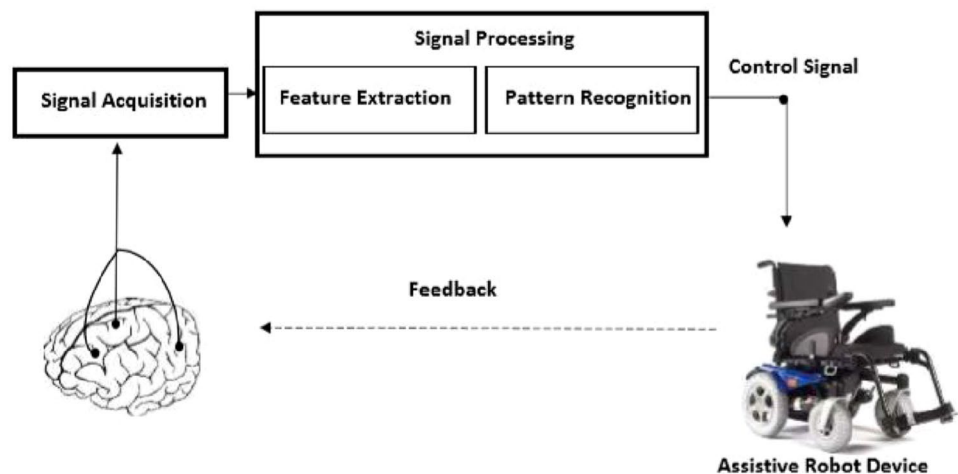 Signal Processing
Signal Acquisition
Feature Extraction
Pattern Recognition
Control Signal
Feedback
Assistive Robot Device